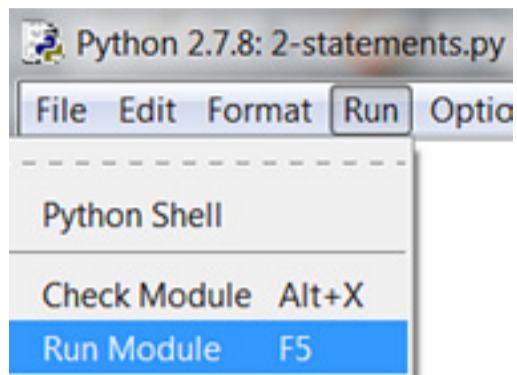 Python 2.7.8: 2-statements.py
File Edit Format Run Optio
Python Shell
Check Module Alt+X
Run Module F5